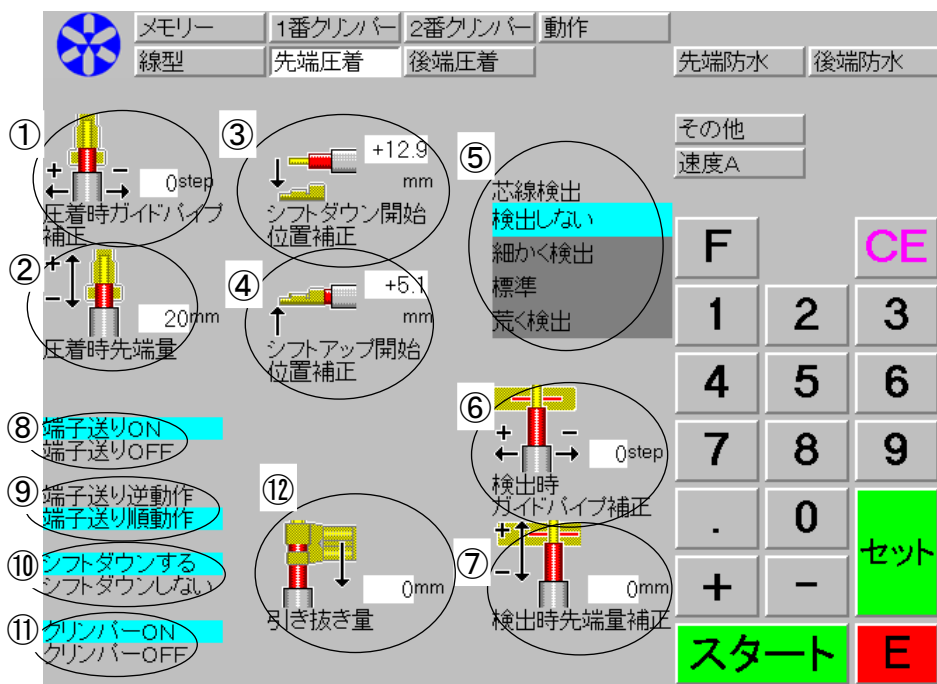 メモリー
1番クリンパー
2番クリンパー
動作
線型
先端圧着
後端圧着
先端防水
後端防水
その他
速度A
①
+ −
0step
圧着時ガイドパイプ
補正
②
+
−
20mm
圧着時先端量
③
+12.9
mm
シフトダウン開始
位置補正
④
+5.1
mm
シフトアップ開始
位置補正
⑤
芯線検出
検出しない
細かく検出
標準
荒く検出
⑥
+ −
0step
検出時
ガイドパイプ補正
⑦
+
−
0mm
検出時先端量補正
⑧
端子送りON
端子送りOFF
⑨
端子送り逆動作
端子送り順動作
⑩
シフトダウンする
シフトダウンしない
⑪
クリンパーON
クリンパーOFF
⑫
0mm
引き抜き量
F
CE
1 2 3
4 5 6
7 8 9
. 0
セット
+ −
スタート
E